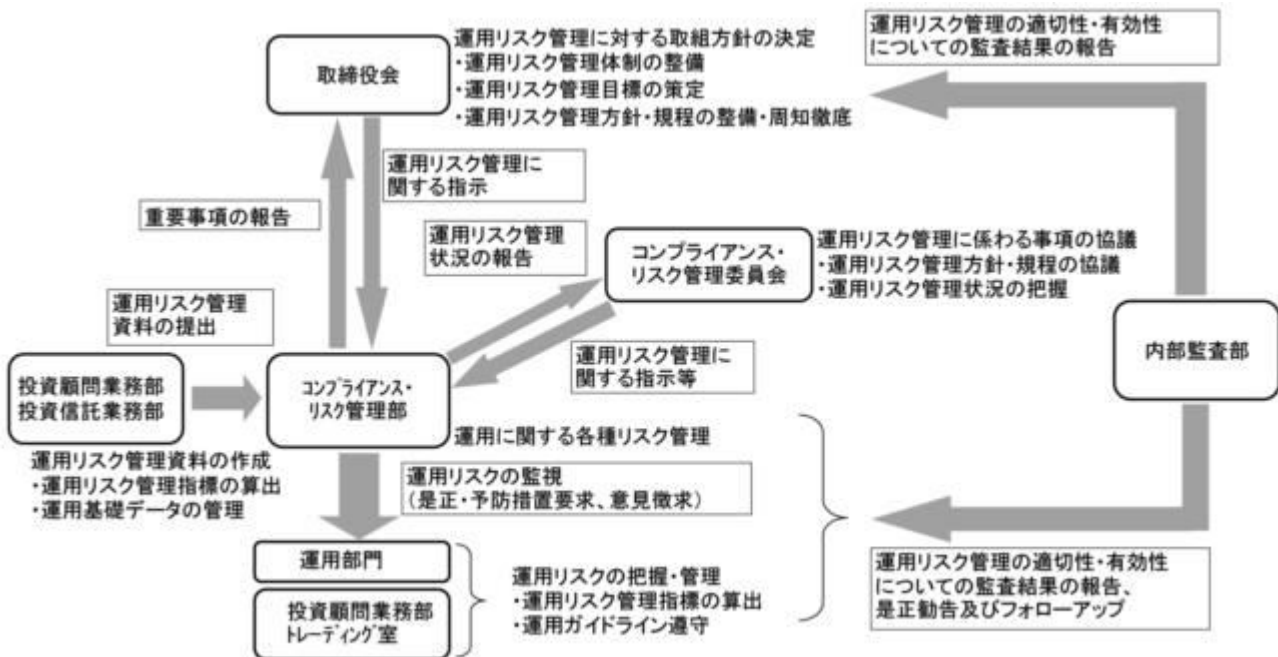 取締役会
運用リスク管理に対する取組方針の決定
・運用リスク管理体制の整備
・運用リスク管理目標の策定
・運用リスク管理方針・規程の整備・周知徹底
運用リスク管理の適切性・有効性
についての監査結果の報告
運用リスク管理に
関する指示
重要事項の報告
運用リスク管理
状況の報告
コンプライアンス・
リスク管理委員会
運用リスク管理に係わる事項の協議
・運用リスク管理方針・規程の協議
・運用リスク管理状況の把握
運用リスク管理
資料の提出
運用リスク管理に
関する指示等
内部監査部
投資顧問業務部
投資信託業務部
コンプライアンス・
リスク管理部
運用に関する各種リスク管理
運用リスク管理資料の作成
・運用リスク管理指標の算出
・運用基礎データの管理
運用リスクの監視
(是正・予防措置要求、意見徴求)
運用部門
投資顧問業務部
トレーディング室
運用リスクの把握・管理
・運用リスク管理指標の算出
・運用ガイドライン遵守
運用リスク管理の適切性・有効性
についての監査結果の報告、
是正勧告及びフォローアップ